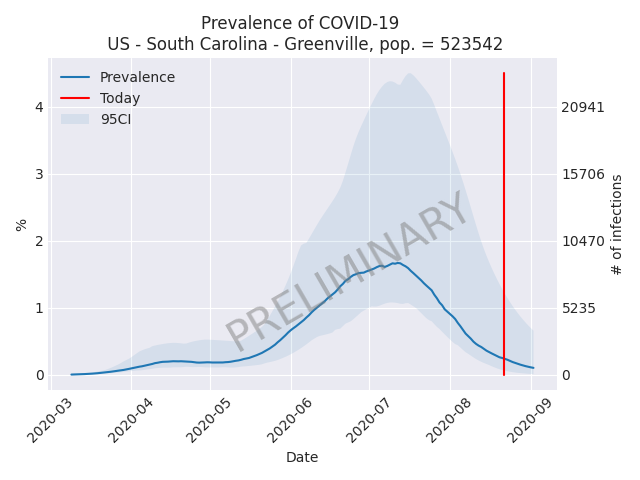 Prevalence of COVID-19
US - South Carolina - Greenville, pop. = 523542
Prevalence
Today
95CI
PRELIMINARY
%
4
3
2
1
0
20941
15706
10470
5235
0
# of infections
2020-03
2020-04
2020-05
2020-06
2020-07
2020-08
2020-09
Date